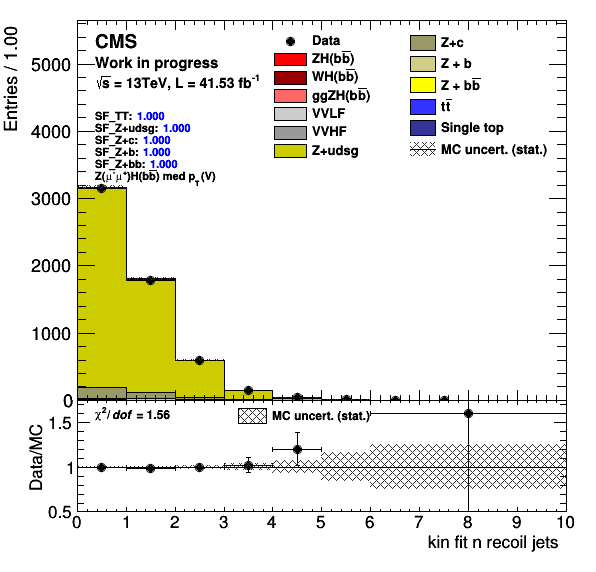 CMS
Work in progress
√s = 13TeV, L = 41.53 fb⁻¹
SF_TT: 1.000
SF_Z+udsg: 1.000
SF_Z+c: 1.000
SF_Z+b: 1.000
SF_Z+bb: 1.000
Z(μ⁻μ⁺)H(bb̅) med p_T(V)
Data
ZH(bb̅)
WH(bb̅)
ggZH(bb̅)
VVLF
VVHF
Z+udsg
Z+c
Z + b
Z + bb̅
tt̅
Single top
MC uncert. (stat.)
Entries / 1.00
5000
4000
3000
2000
1000
0
χ²/dof = 1.56
MC uncert. (stat.)
Data/MC
1.5
1
0.5
0 1 2 3 4 5 6 7 8 9 10
kin fit n recoil jets